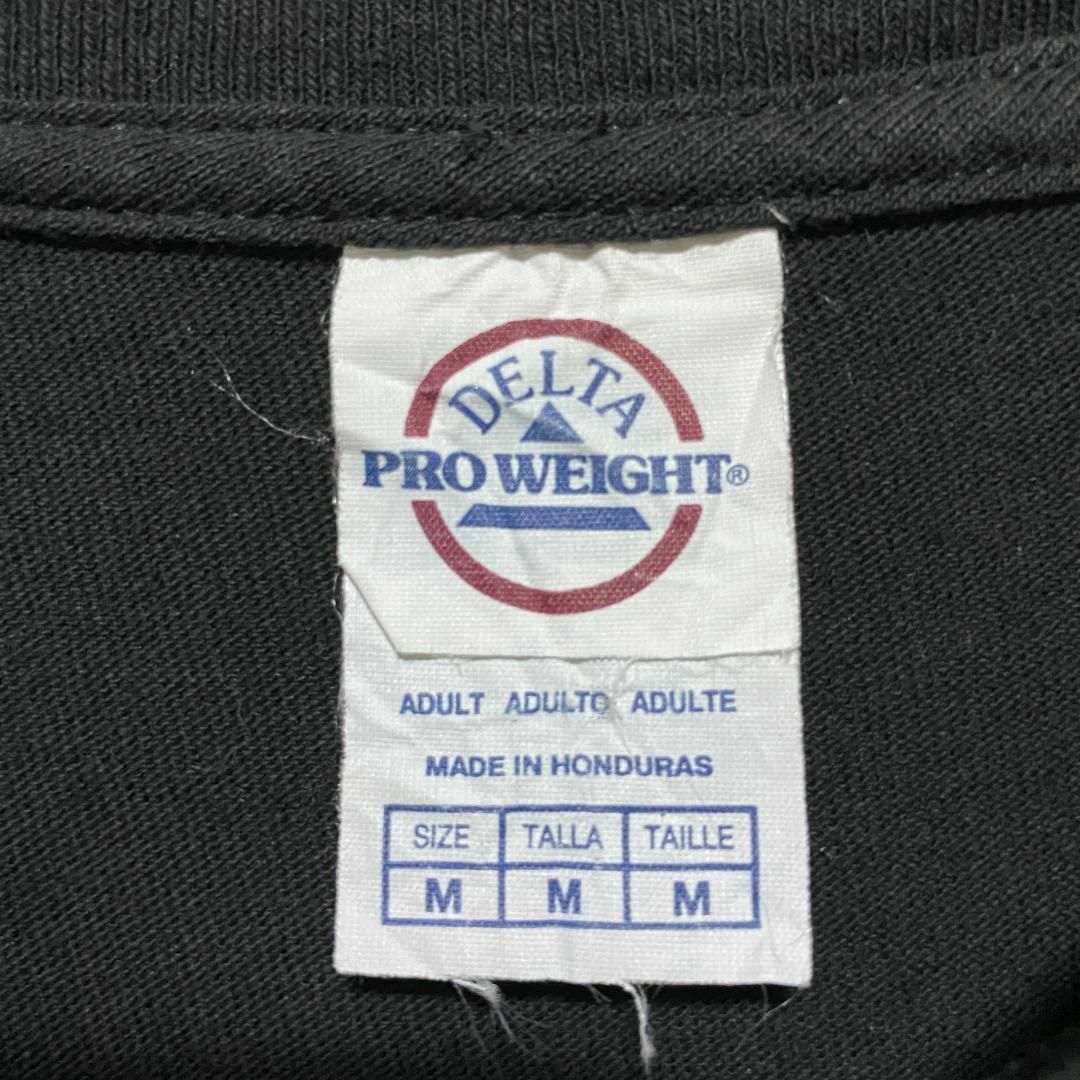 DELTA
PRO WEIGHT®
ADULT ADULTO ADULTE
MADE IN HONDURAS
SIZE TALLA TAILLE
M M M